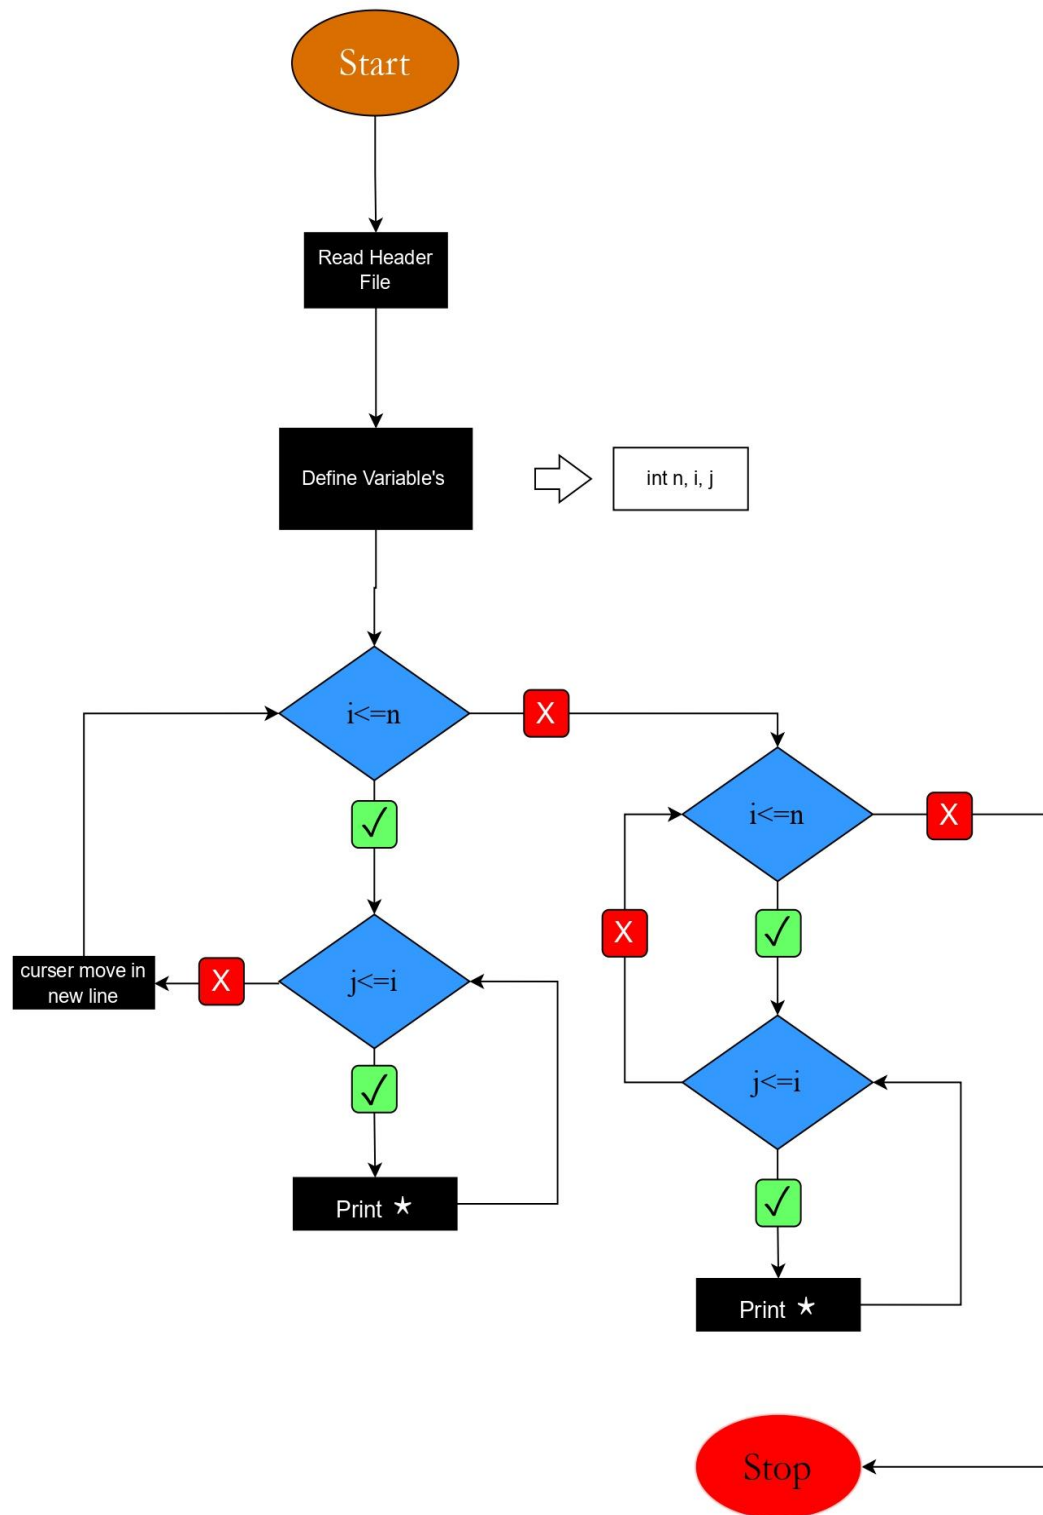 Start
Read Header
File
Define Variable's
int n, i, j
i<=n
X
i<=n
X
✓
✓
X
curser move in
new line
X
j<=i
j<=i
✓
✓
Print *
Print *
Stop